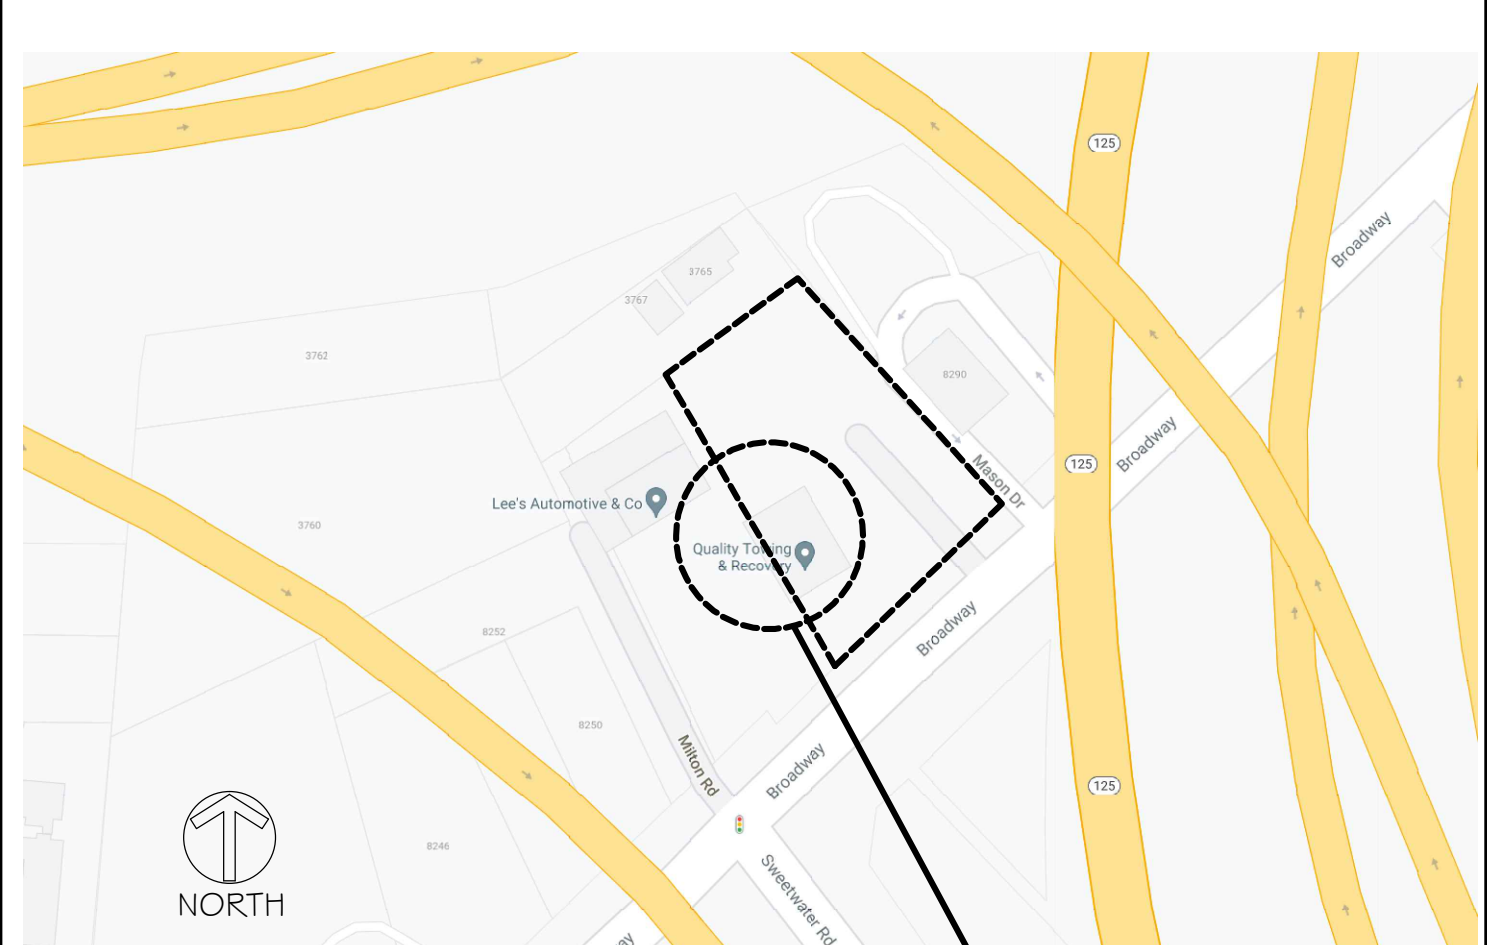 125
Broadway
3765
3767
3762
8290
Broadway
125
Mason Dr
Lee's Automotive & Co
3760
Quality Towing
& Recovery
8252
Broadway
8250
Milton Rd
Broadway
125
8246
Sweetwater Rd
NORTH
ay